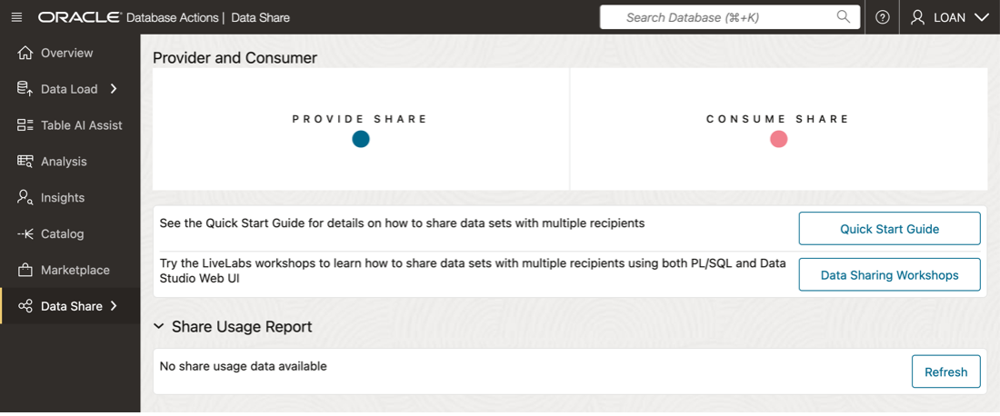 ORACLE Database Actions | Data Share
Search Database (⌘+K)
LOAN
Overview
Data Load
Table AI Assist
Analysis
Insights
Catalog
Marketplace
Data Share
Provider and Consumer
PROVIDE SHARE
CONSUME SHARE
See the Quick Start Guide for details on how to share data sets with multiple recipients
Quick Start Guide
Try the LiveLabs workshops to learn how to share data sets with multiple recipients using both PL/SQL and Data
Studio Web UI
Data Sharing Workshops
Share Usage Report
No share usage data available
Refresh